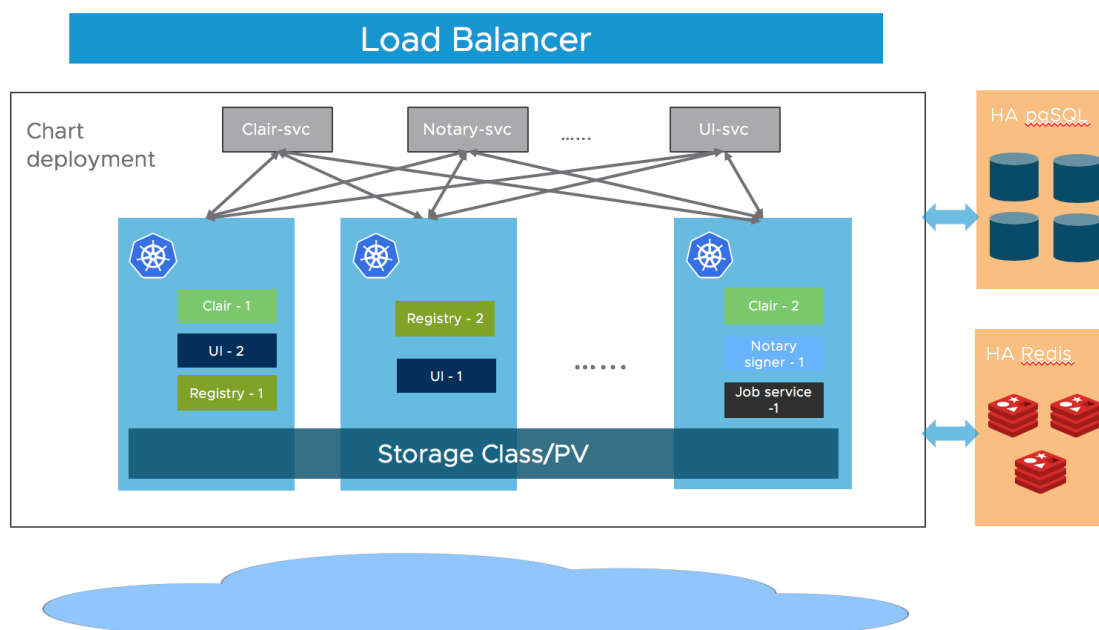 Load Balancer
Chart
deployment
Clair-svc
Notary-svc
......
UI-svc
HA pgSQL
Clair - 1
UI - 2
Registry - 1
Registry - 2
UI - 1
......
Clair - 2
Notary
signer - 1
Job service
-1
Storage Class/PV
HA Redis